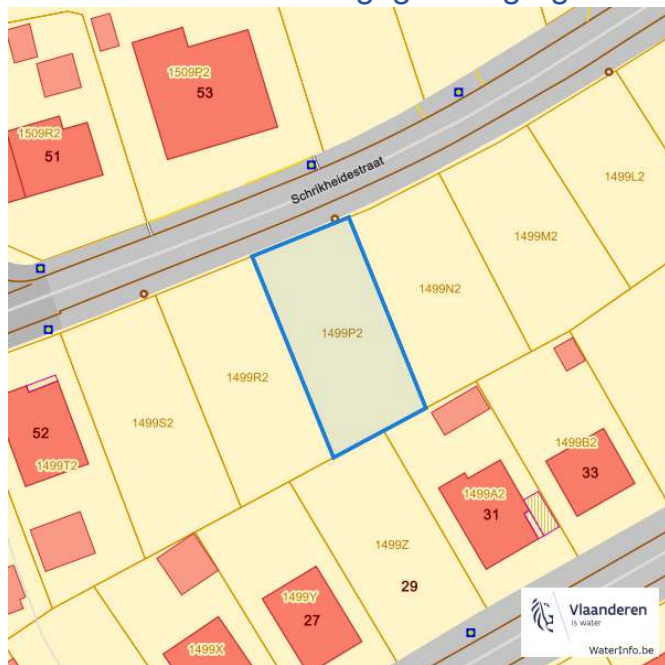 1509P2
53
1509R2
51
Schrikheidestraat
1499L2
1499M2
1499N2
1499P2
1499R2
1499S2
52
1499T2
1499B2
33
1499A2
31
1499Z
29
1499Y
27
1499X
Vlaanderen
is water
WaterInfo.be